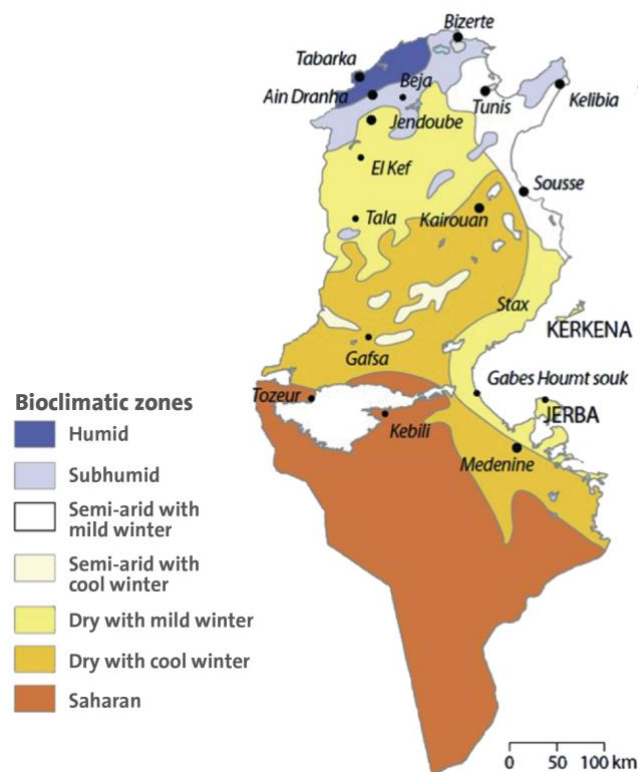 Bizerte
Tabarka
Beja
Ain Dranha
Tunis
Kelibia
Jendoube
El Kef
Sousse
Tala
Kairouan
Stax
KERKENA
Gafsa
Gabes Houmt souk
Tozeur
JERBA
Kebili
Medenine
Bioclimatic zones
Humid
Subhumid
Semi-arid with
mild winter
Semi-arid with
cool winter
Dry with mild winter
Dry with cool winter
Saharan
0 50 100 km